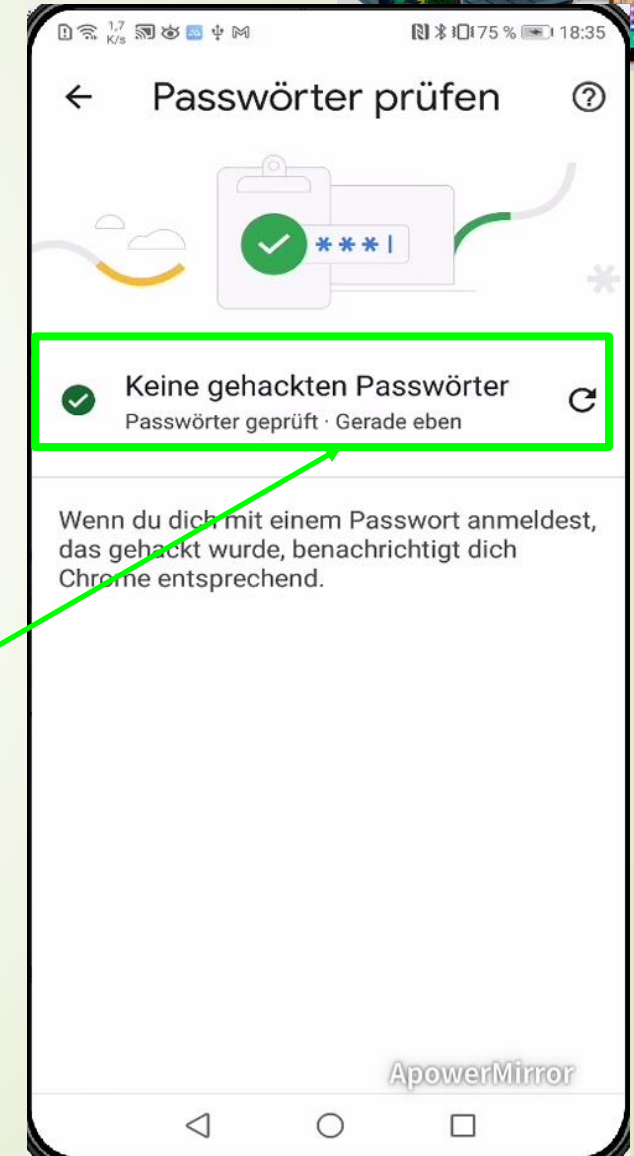 1,7
K/s
75 %
18:35
Passwörter prüfen
***|
Keine gehackten Passwörter
Passwörter geprüft · Gerade eben
Wenn du dich mit einem Passwort anmeldest,
das gehackt wurde, benachrichtigt dich
Chrome entsprechend.
ApowerMirror